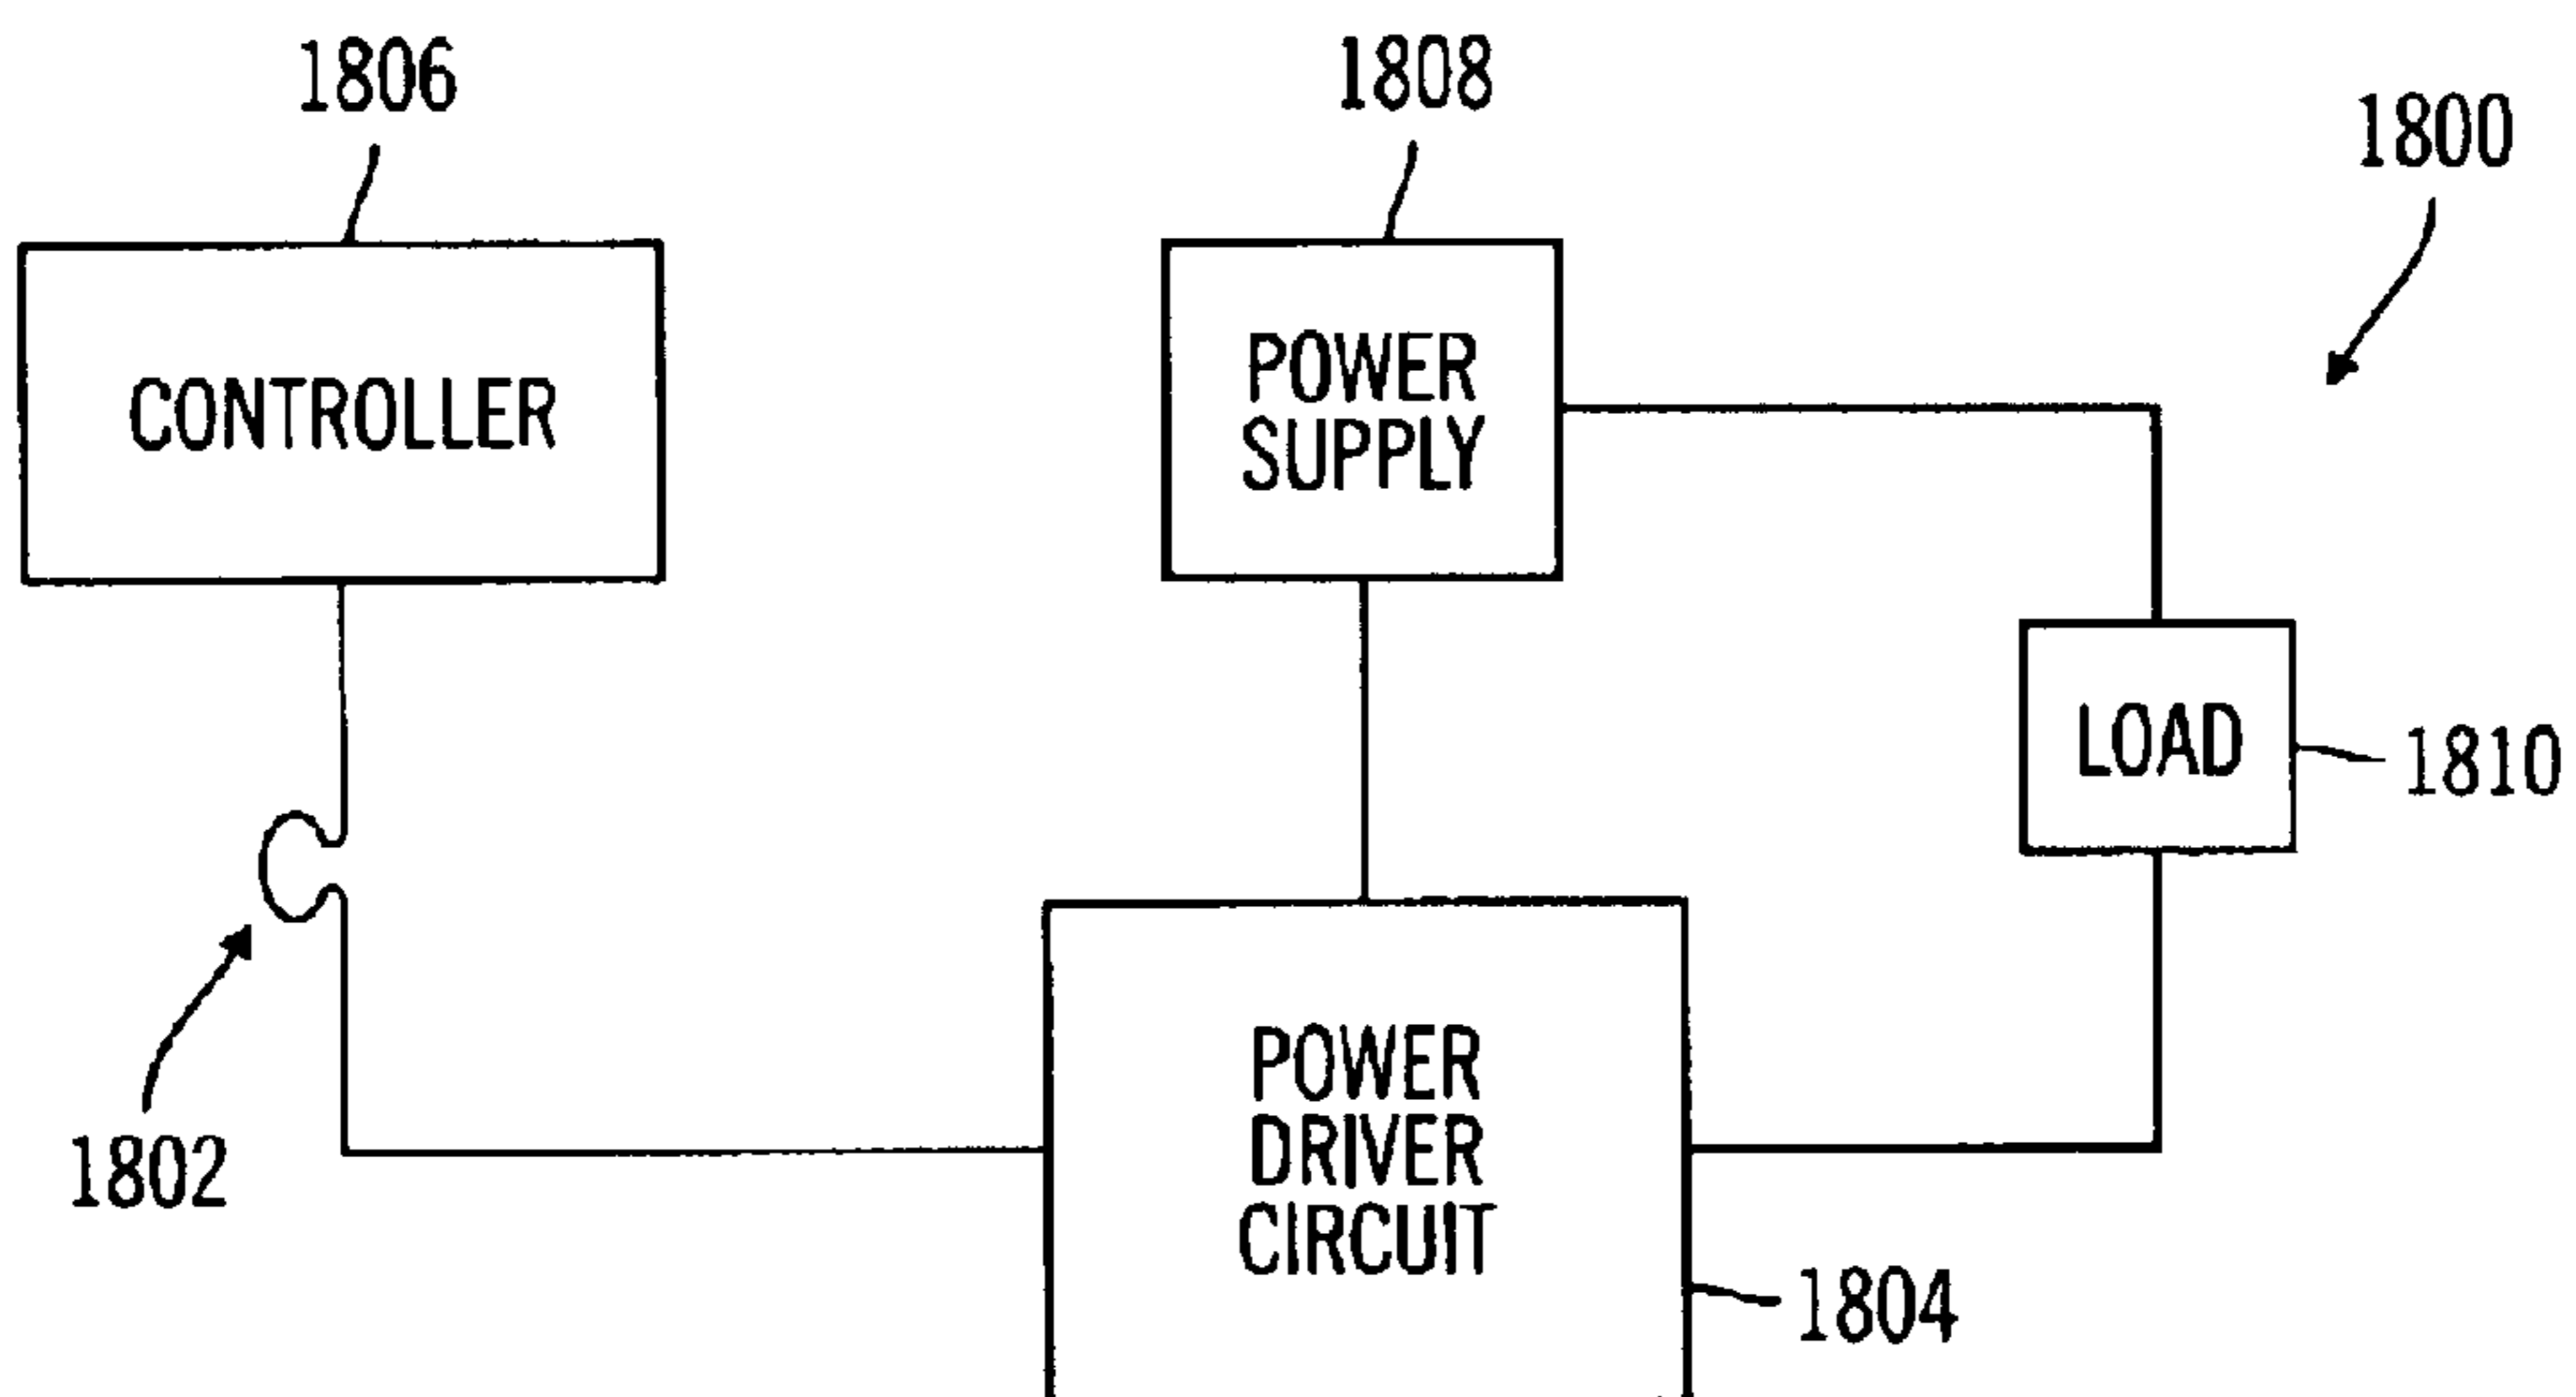 1806
1808
1800
CONTROLLER
POWER
SUPPLY
LOAD
1810
1802
POWER
DRIVER
CIRCUIT
1804